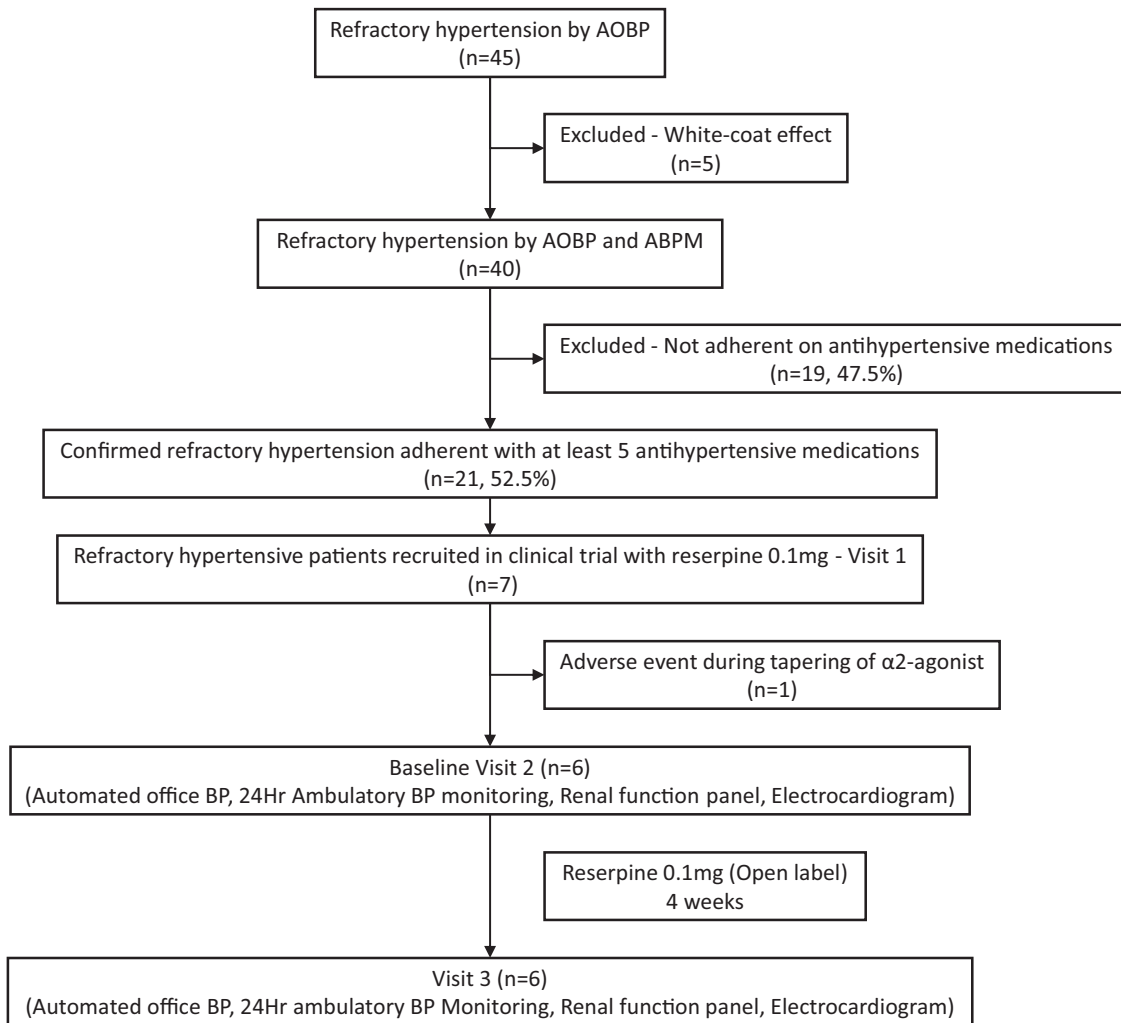 Refractory hypertension by AOBP
(n=45)
Excluded - White-coat effect
(n=5)
Refractory hypertension by AOBP and ABPM
(n=40)
Excluded - Not adherent on antihypertensive medications
(n=19, 47.5%)
Confirmed refractory hypertension adherent with at least 5 antihypertensive medications
(n=21, 52.5%)
Refractory hypertensive patients recruited in clinical trial with reserpine 0.1mg - Visit 1
(n=7)
Adverse event during tapering of α2-agonist
(n=1)
Baseline Visit 2 (n=6)
(Automated office BP, 24Hr Ambulatory BP monitoring, Renal function panel, Electrocardiogram)
Reserpine 0.1mg (Open label)
4 weeks
Visit 3 (n=6)
(Automated office BP, 24Hr ambulatory BP Monitoring, Renal function panel, Electrocardiogram)